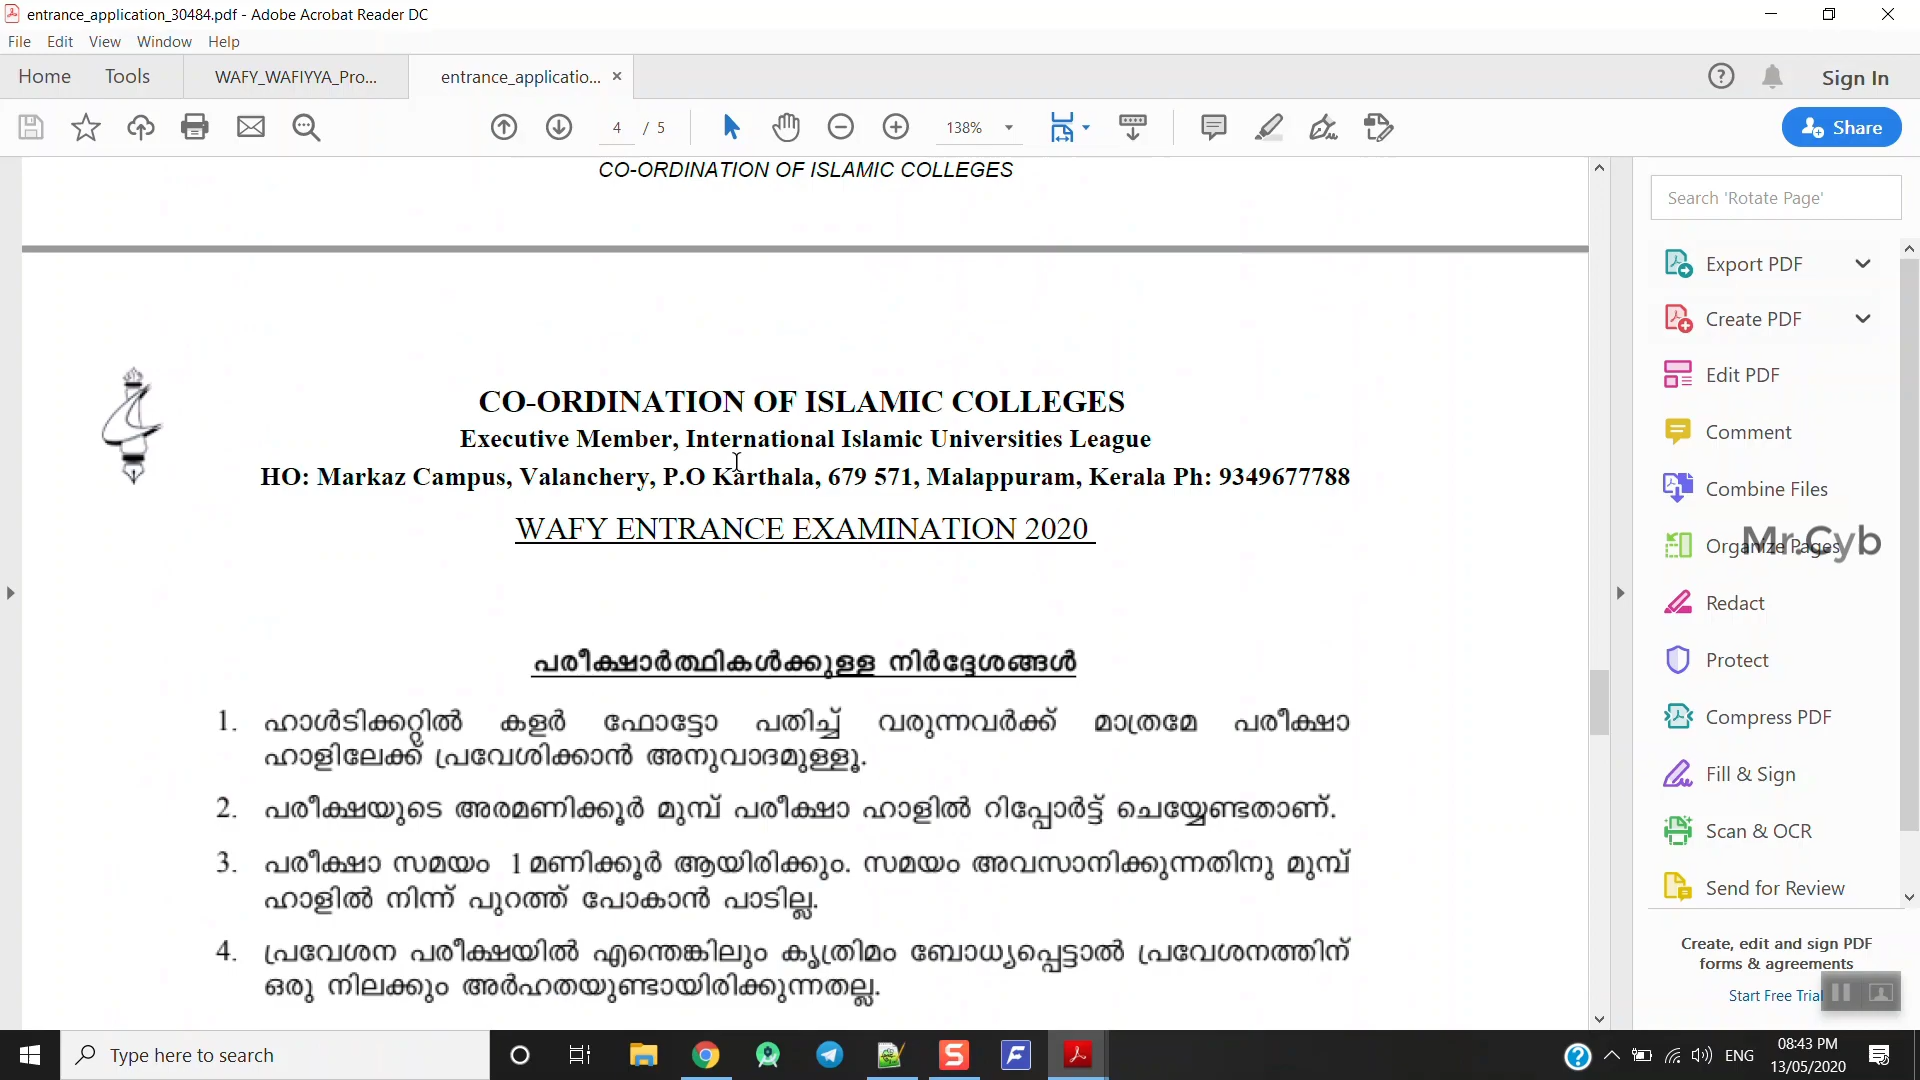 entrance_application_30484.pdf - Adobe Acrobat Reader DC
File Edit View Window Help
Home Tools WAFY_WAFIYYA_Pro... entrance_applicatio... × Sign In
4 / 5 138% Share
CO-ORDINATION OF ISLAMIC COLLEGES
Search 'Rotate Page'
Export PDF
Create PDF
Edit PDF
Comment
Combine Files
Organize Pages
Mr.Cyb
Redact
Protect
Compress PDF
Fill & Sign
Scan & OCR
Send for Review
Create, edit and sign PDF
forms & agreements
Start Free Trial
CO-ORDINATION OF ISLAMIC COLLEGES
Executive Member, International Islamic Universities League
HO: Markaz Campus, Valanchery, P.O Karthala, 679 571, Malappuram, Kerala Ph: 9349677788
WAFY ENTRANCE EXAMINATION 2020
പരീക്ഷാർത്ഥികൾക്കുള്ള നിർദ്ദേശങ്ങൾ
1. ഹാൾടിക്കറ്റിൽ കളർ ഫോട്ടോ പതിച്ച് വരുന്നവർക്ക് മാത്രമേ പരീക്ഷാ
ഹാളിലേക്ക് പ്രവേശിക്കാൻ അനുവാദമുള്ളൂ.
2. പരീക്ഷയുടെ അരമണിക്കൂർ മുമ്പ് പരീക്ഷാ ഹാളിൽ റിപ്പോർട്ട് ചെയ്യേണ്ടതാണ്.
3. പരീക്ഷാ സമയം 1 മണിക്കൂർ ആയിരിക്കും. സമയം അവസാനിക്കുന്നതിനു മുമ്പ്
ഹാളിൽ നിന്ന് പുറത്ത് പോകാൻ പാടില്ല.
4. പ്രവേശന പരീക്ഷയിൽ എന്തെങ്കിലും കൃത്രിമം ബോധ്യപ്പെട്ടാൽ പ്രവേശനത്തിന്
ഒരു നിലക്കും അർഹതയുണ്ടായിരിക്കുന്നതല്ല.
Type here to search
ENG
08:43 PM
13/05/2020